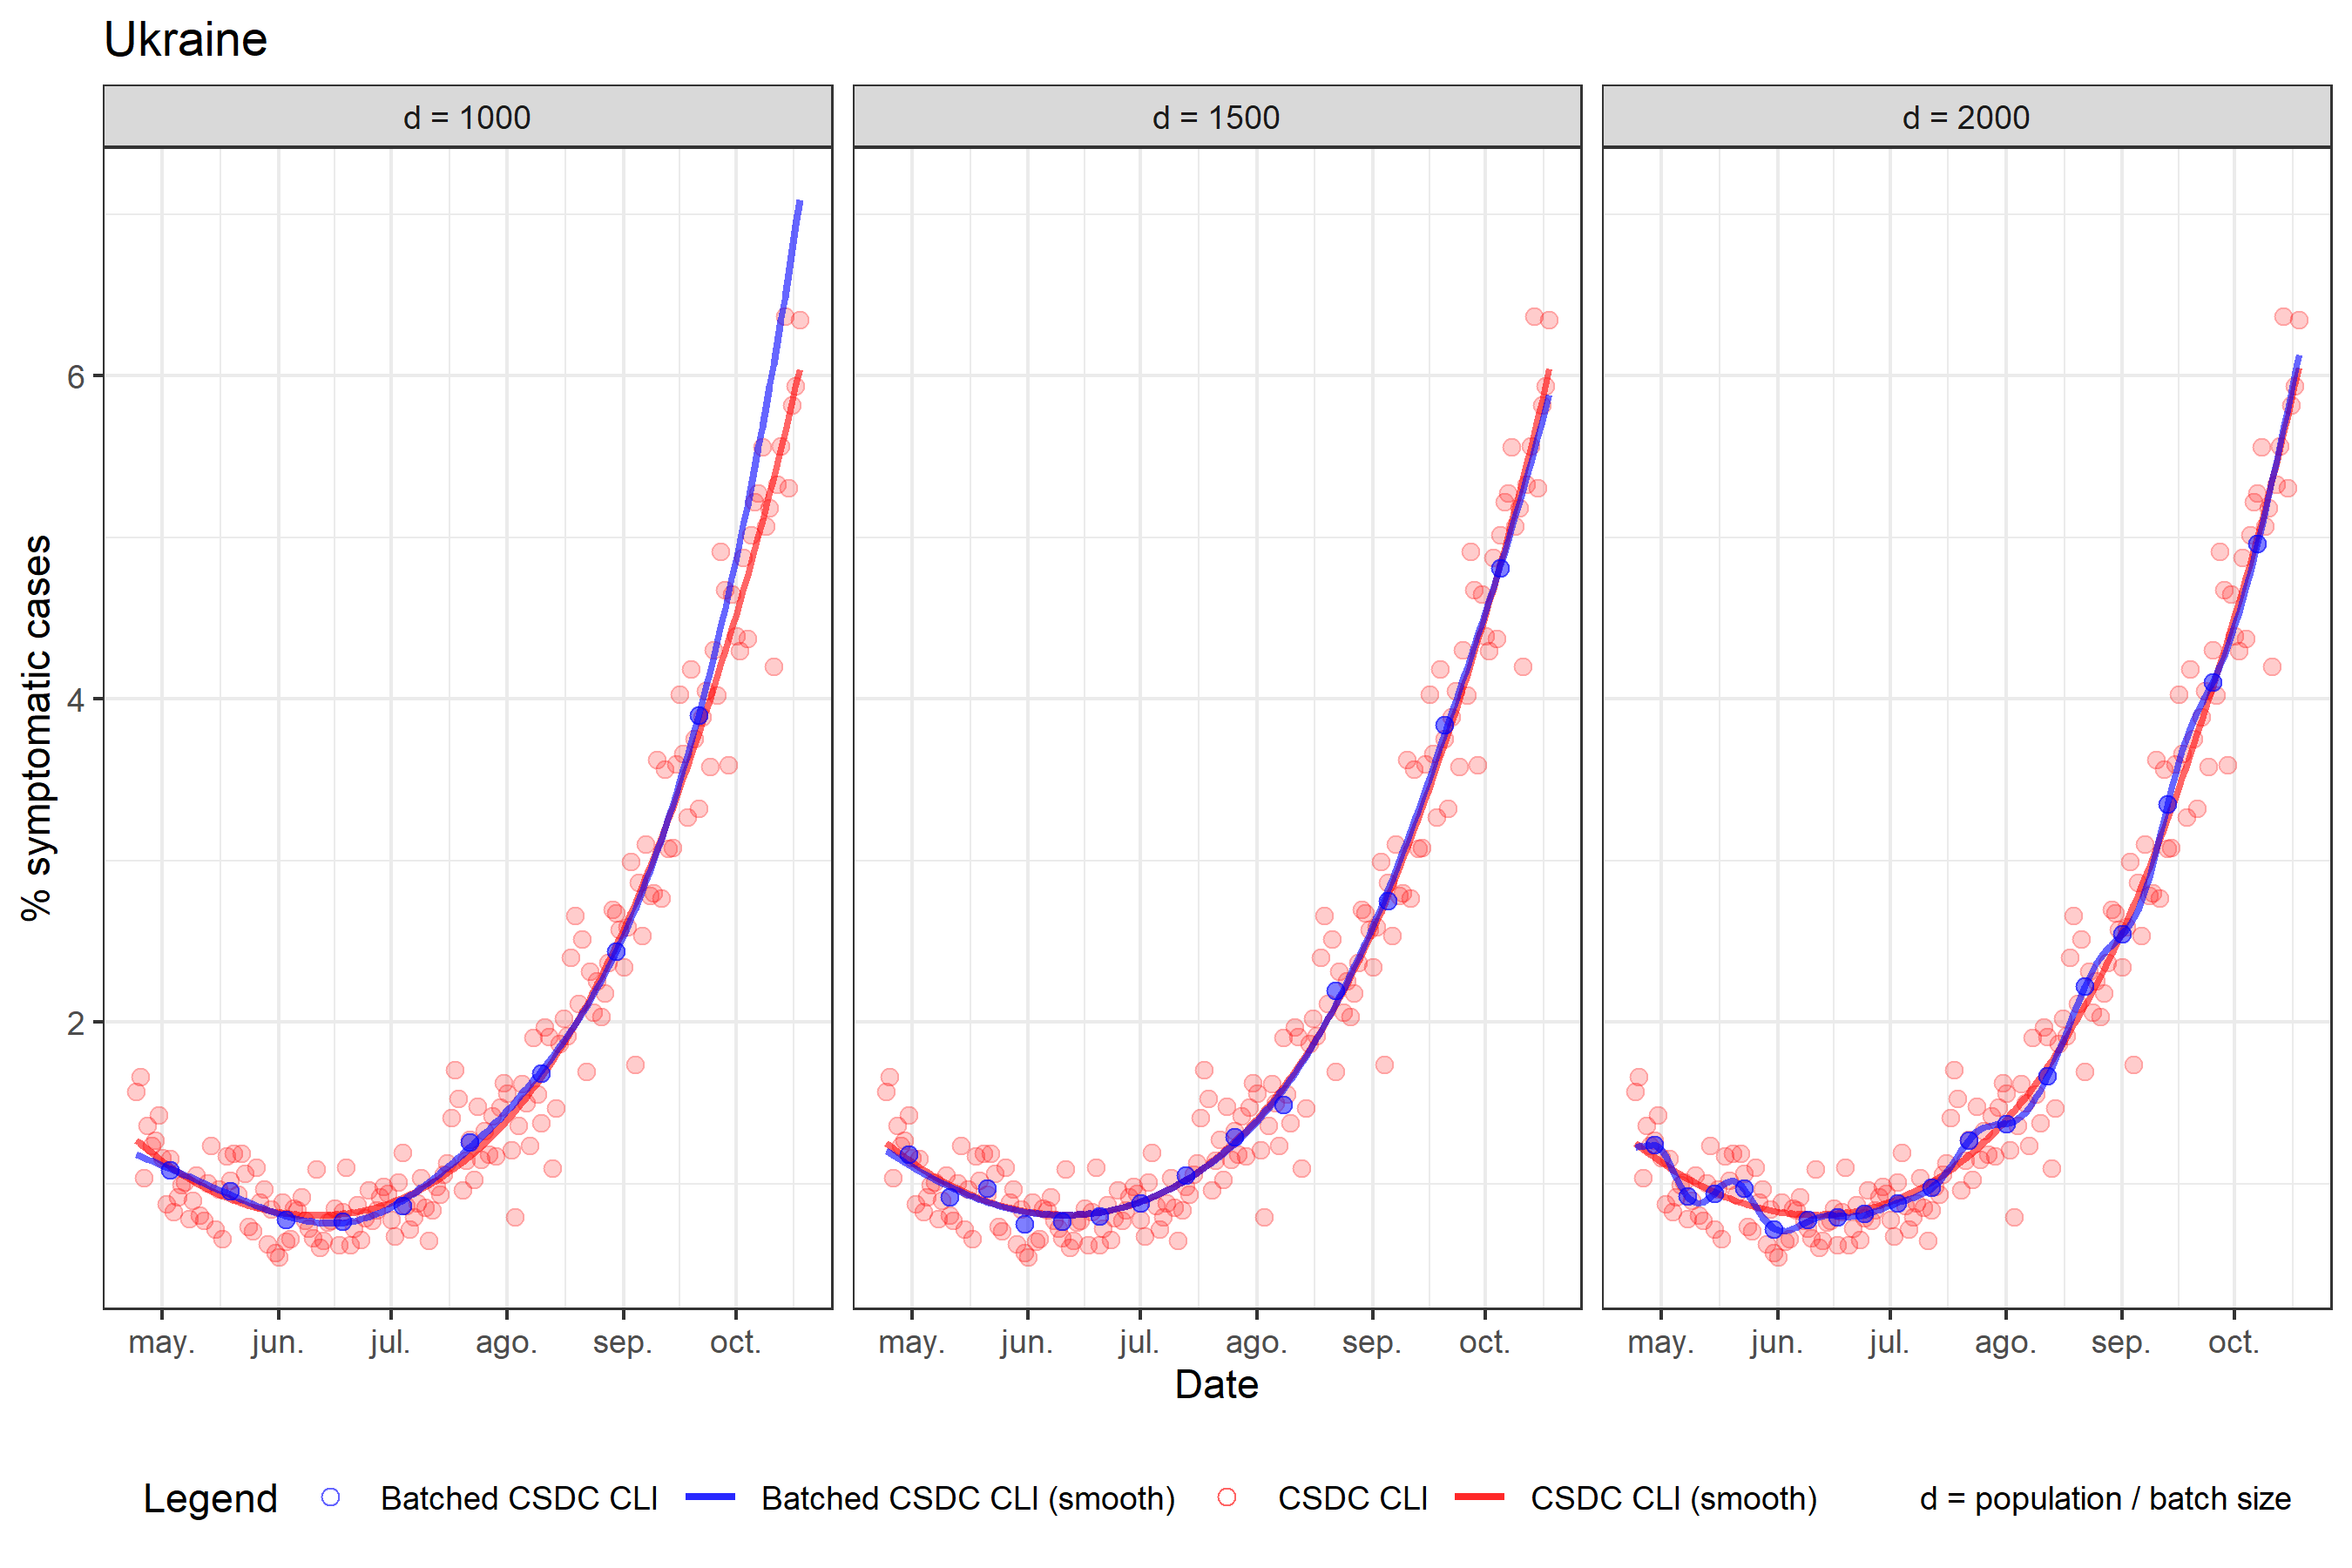 Ukraine
d = 1000
d = 1500
d = 2000
% symptomatic cases
6
4
2
may. jun. jul. ago. sep. oct.
may. jun. jul. ago. sep. oct.
may. jun. jul. ago. sep. oct.
Date
Legend Batched CSDC CLI Batched CSDC CLI (smooth) CSDC CLI CSDC CLI (smooth) d = population / batch size